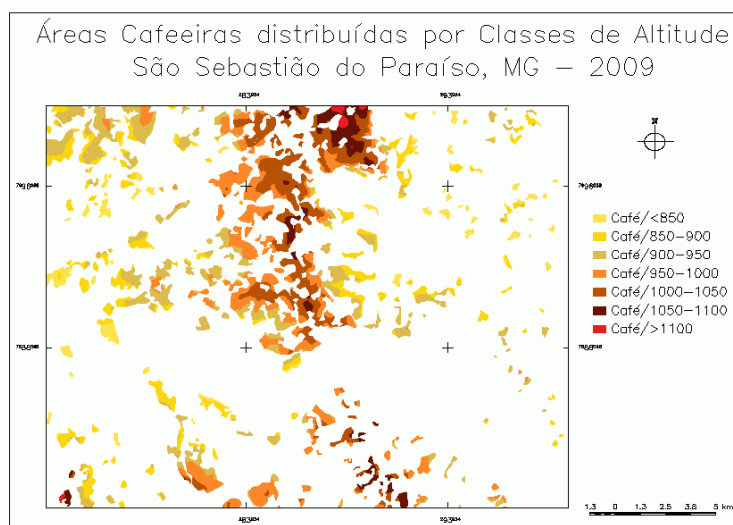 Áreas Cafeeiras distribuídas por Classes de Altitude
São Sebastião do Paraíso, MG – 2009
Café/<850
Café/850–900
Café/900–950
Café/950–1000
Café/1000–1050
Café/1050–1100
Café/>1100
1.3 0 1.3 2.5 3.8 5 km